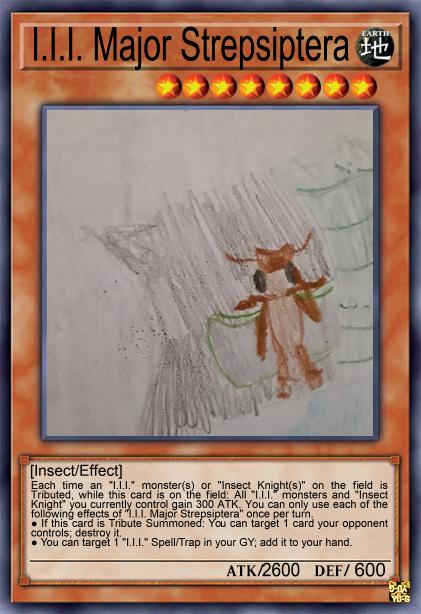 I.I.I. Major Strepsiptera
EARTH
地
[Insect/Effect]
Each time an "I.I.I." monster(s) or "Insect Knight(s)" on the field is
Tributed, while this card is on the field: All "I.I.I." monsters and "Insect
Knight" you currently control gain 300 ATK. You can only use each of the
following effects of "I.I.I. Major Strepsiptera" once per turn.
● If this card is Tribute Summoned: You can target 1 card your opponent
controls; destroy it.
● You can target 1 "I.I.I." Spell/Trap in your GY; add it to your hand.
ATK/2600 DEF/ 600